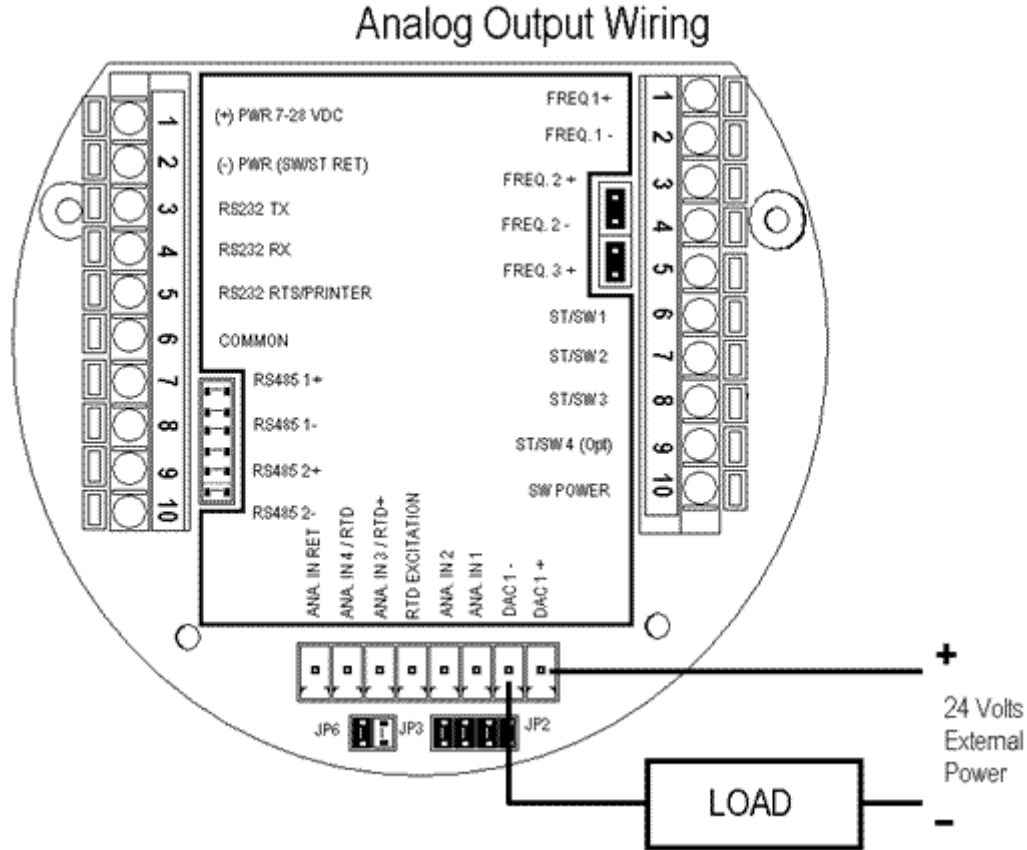 Analog Output Wiring
1
2
3
4
5
6
7
8
9
10
(+) PWR 7-28 VDC
(-) PWR (SW/ST RET)
RS232 TX
RS232 RX
RS232 RTS/PRINTER
COMMON
RS485 1+
RS485 1-
RS485 2+
RS485 2-
FREQ 1+
FREQ. 1 -
FREQ. 2 +
FREQ. 2 -
FREQ. 3 +
ST/SW 1
ST/SW 2
ST/SW 3
ST/SW 4 (Opt)
SW POWER
1
2
3
4
5
6
7
8
9
10
ANA. IN RET
ANA. IN 4 / RTD
ANA. IN 3 / RTD+
RTD EXCITATION
ANA. IN 2
ANA. IN 1
DAC 1 -
DAC 1 +
JP6
JP3
JP2
+
24 Volts
External
Power
LOAD
-